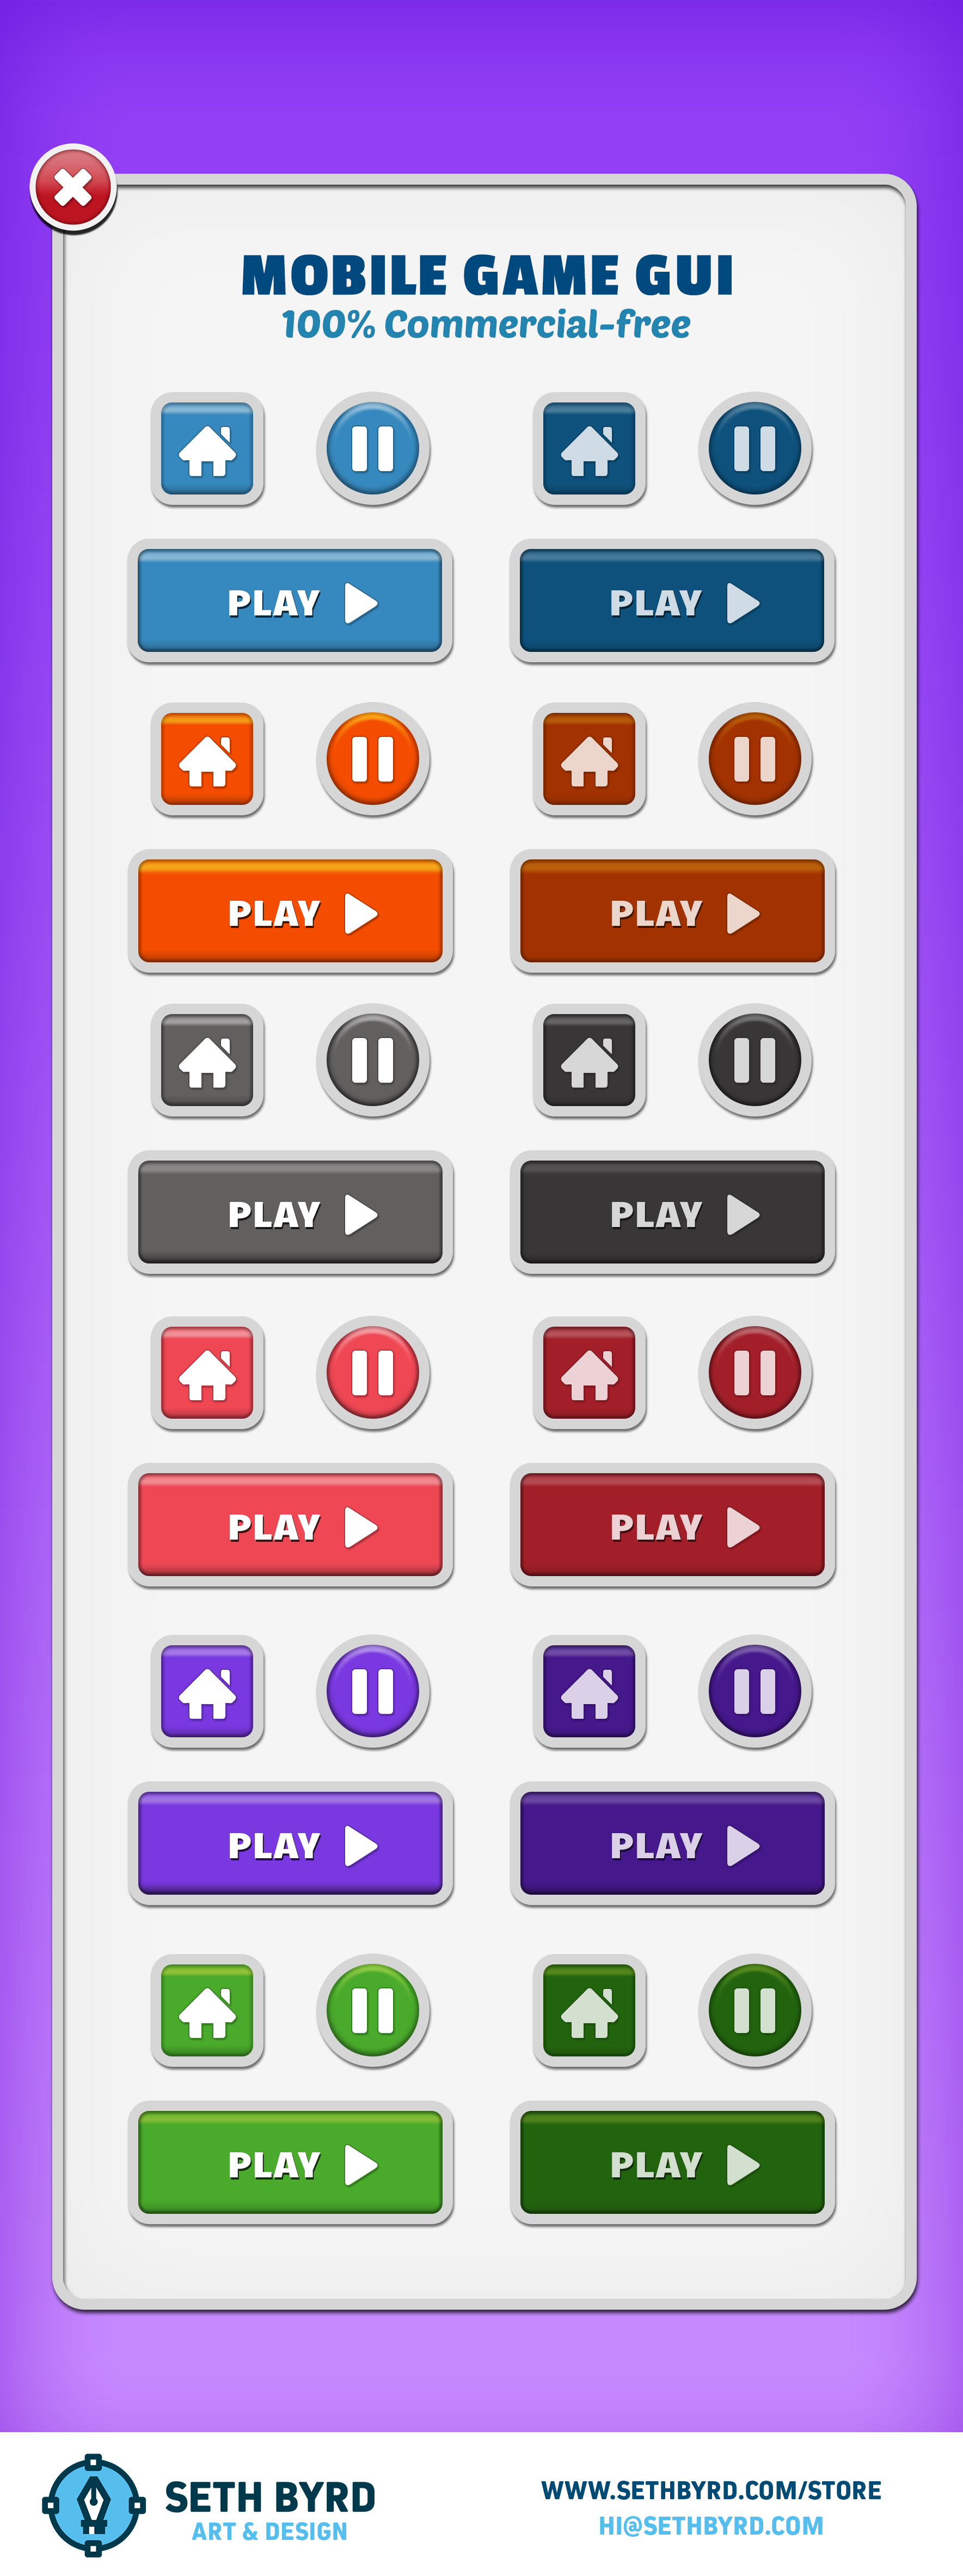 MOBILE GAME GUI
100% Commercial-free
PLAY PLAY
PLAY PLAY
PLAY PLAY
PLAY PLAY
PLAY PLAY
PLAY PLAY
SETH BYRD
ART & DESIGN
WWW.SETHBYRD.COM/STORE
HI@SETHBYRD.COM